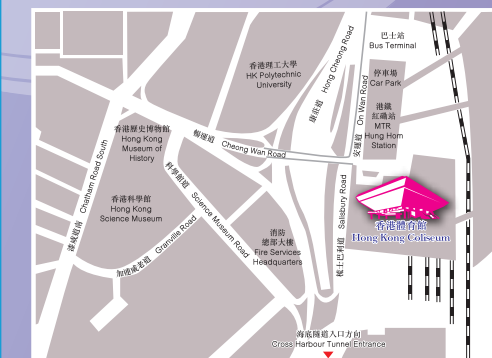 巴士站
Bus Terminal
香港理工大學
HK Polytechnic
University
康莊道 Hong Cheong Road
停車場
Car Park
港鐵
紅磡站
MTR
Hung Hom
Station
安運道 On Wan Road
香港歷史博物館
Hong Kong
Museum of
History
暢運道 Cheong Wan Road
漆咸道南 Chatham Road South
科學館道 Science Museum Road
香港科學館
Hong Kong
Science Museum
加連威老道 Granville Road
消防
總部大樓
Fire Services
Headquarters
梳士巴利道 Salisbury Road
香港體育館
Hong Kong Coliseum
海底隧道入口方向
Cross Harbour Tunnel Entrance